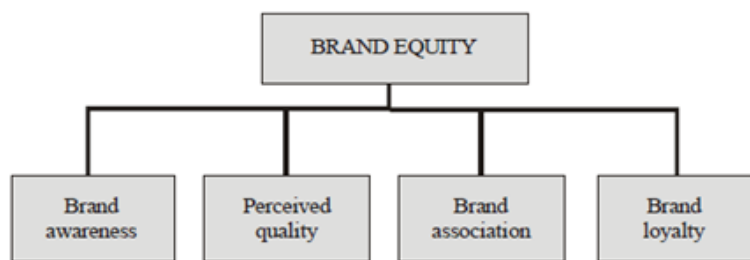 BRAND EQUITY
Brand
awareness
Perceived
quality
Brand
association
Brand
loyalty